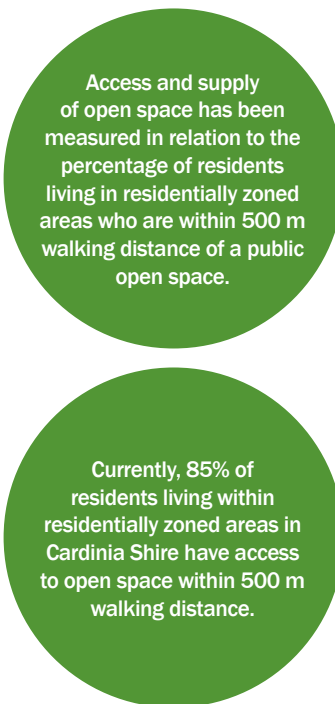 Access and supply
of open space has been
measured in relation to the
percentage of residents
living in residentially zoned
areas who are within 500 m
walking distance of a public
open space.
Currently, 85% of
residents living within
residentially zoned areas in
Cardinia Shire have access
to open space within 500 m
walking distance.